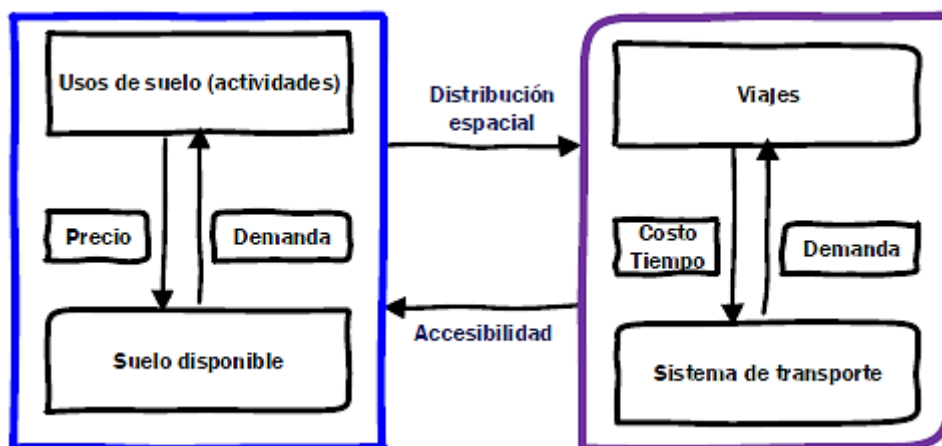 Usos de suelo (actividades)
Precio
Demanda
Suelo disponible
Distribución
espacial
Accesibilidad
Viajes
Costo
Tiempo
Demanda
Sistema de transporte